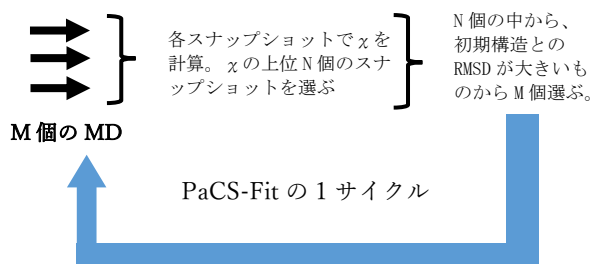 各スナップショットでχを
計算。χの上位N個のスナ
ップショットを選ぶ
N個の中から、
初期構造との
RMSDが大きいも
のからM個選ぶ。
M個のMD
PaCS-Fitの1サイクル